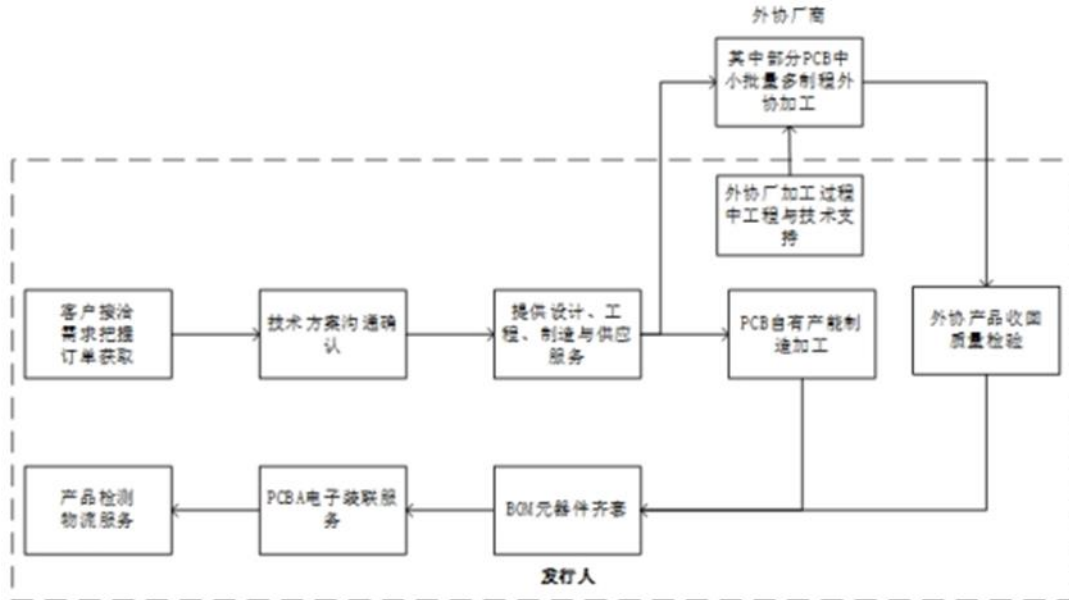 外协厂商
其中部分PCB中
小批量多制程外
协加工
外协厂加工过程
中工程与技术支
持
客户接洽
需求把握
订单获取
技术方案沟通确
认
提供设计、工
程、制造与供应
服务
PCB自有产能制
造加工
外协产品收回
质量检验
产品检测
物流服务
PCBA电子装联服
务
BOM元器件齐套
发行人